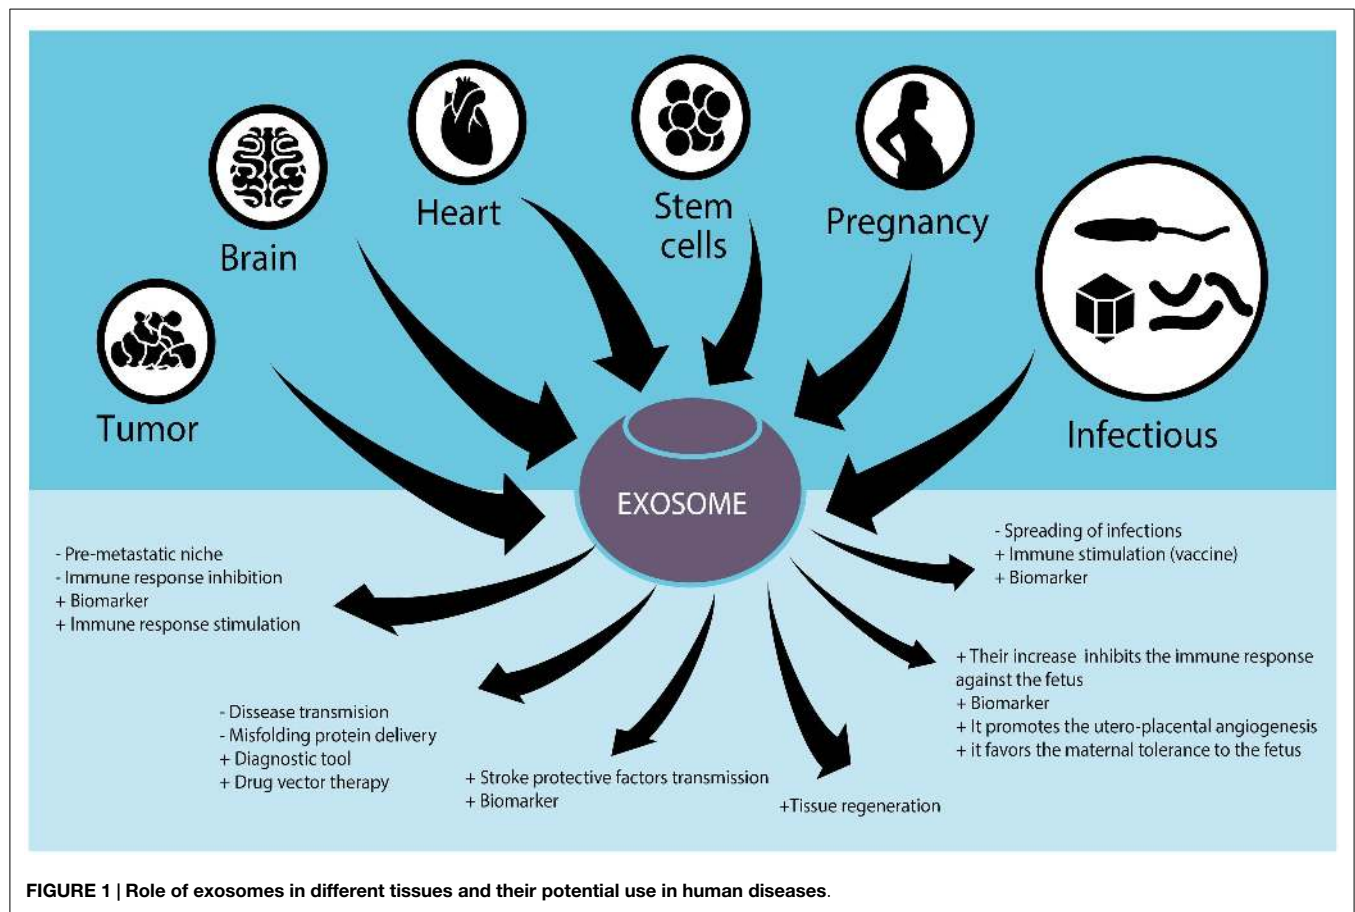 Heart
Stem
cells
Pregnancy
Brain
Tumor
Infectious
EXOSOME
- Pre-metastatic niche
- Immune response inhibition
+ Biomarker
+ Immune response stimulation
- Dissease transmision
- Misfolding protein delivery
+ Diagnostic tool
+ Drug vector therapy
+ Stroke protective factors transmission
+ Biomarker
+Tissue regeneration
+ Their increase inhibits the immune response
against the fetus
+ Biomarker
+ It promotes the utero-placental angiogenesis
+ it favors the maternal tolerance to the fetus
- Spreading of infections
+ Immune stimulation (vaccine)
+ Biomarker
FIGURE 1 | Role of exosomes in different tissues and their potential use in human diseases.